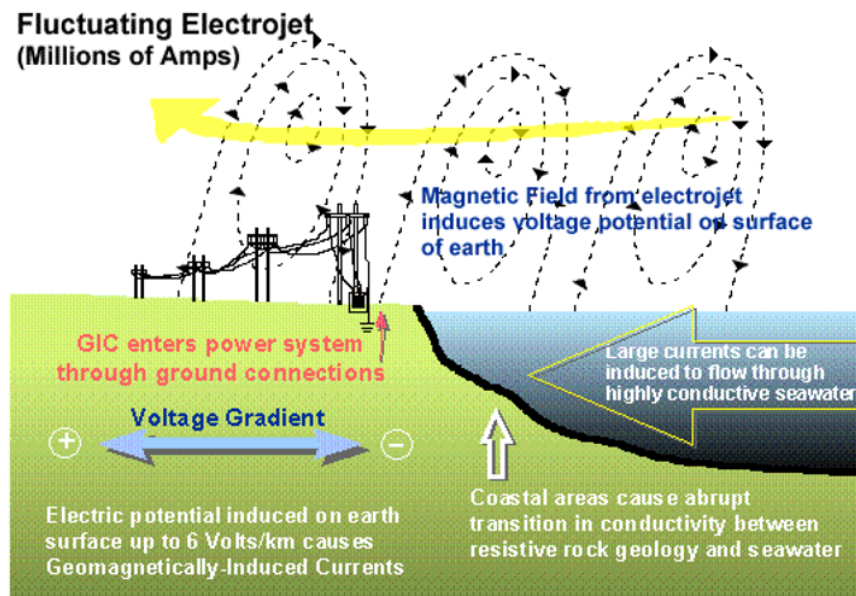 Fluctuating Electrojet
(Millions of Amps)
Magnetic Field from electrojet
induces voltage potential on surface
of earth
GIC enters power system
through ground connections
Large currents can be
induced to flow through
highly conductive seawater
Voltage Gradient
+
−
Electric potential induced on earth
surface up to 6 Volts/km causes
Geomagnetically-Induced Currents
Coastal areas cause abrupt
transition in conductivity between
resistive rock geology and seawater